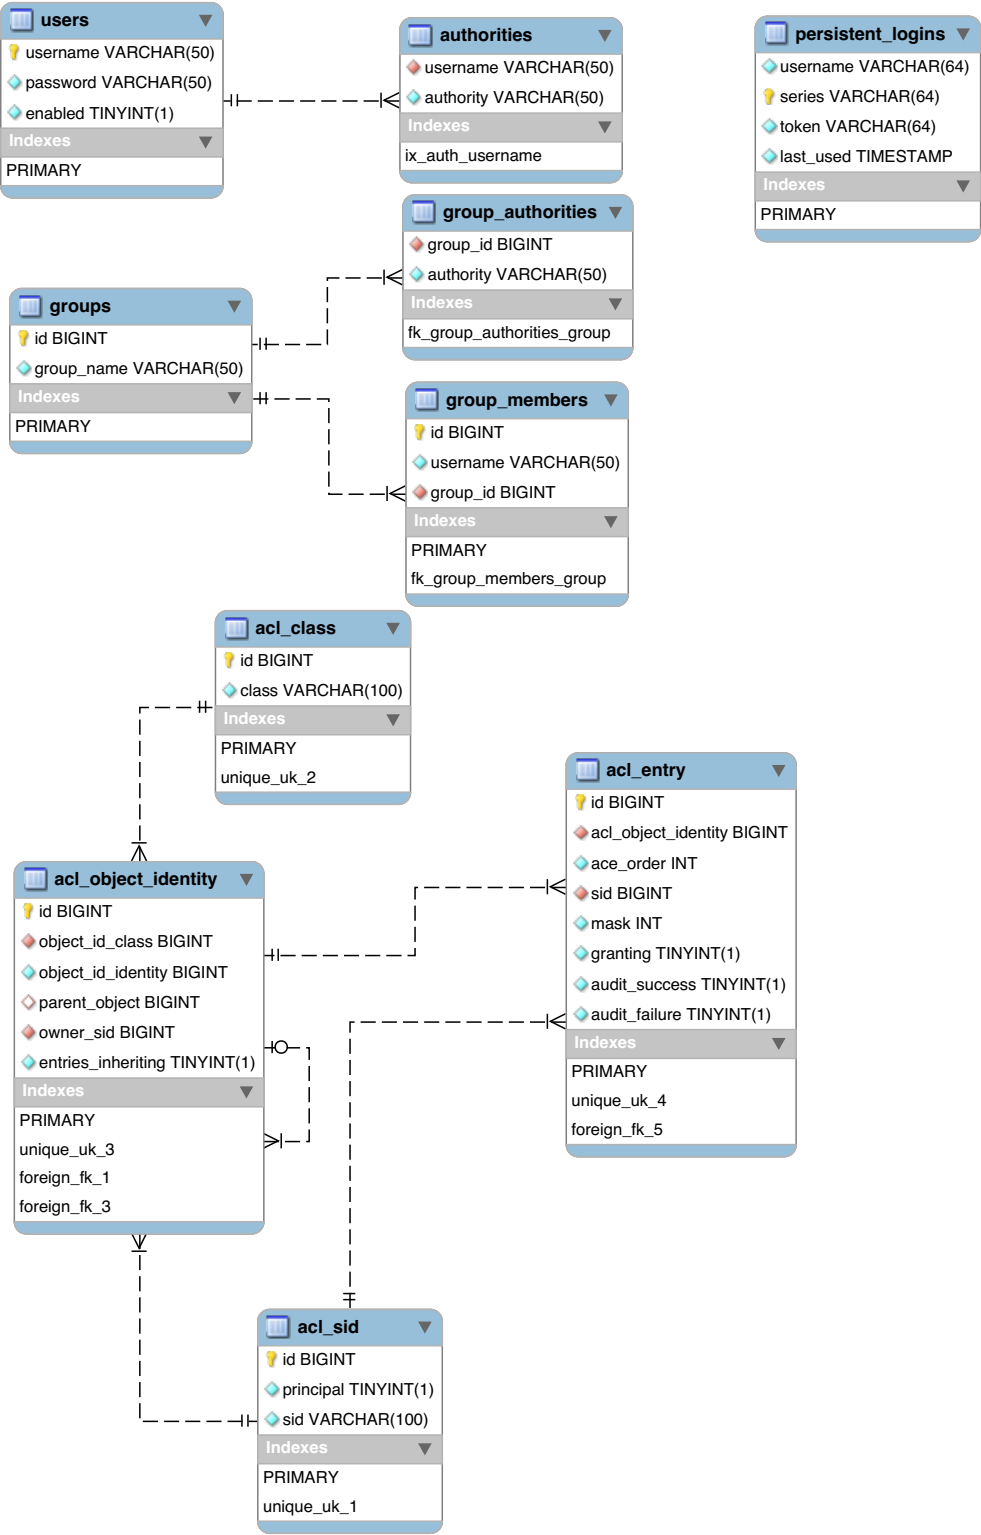 users
username VARCHAR(50)
password VARCHAR(50)
enabled TINYINT(1)
Indexes
PRIMARY
authorities
username VARCHAR(50)
authority VARCHAR(50)
Indexes
ix_auth_username
persistent_logins
username VARCHAR(64)
series VARCHAR(64)
token VARCHAR(64)
last_used TIMESTAMP
Indexes
PRIMARY
group_authorities
group_id BIGINT
authority VARCHAR(50)
Indexes
fk_group_authorities_group
groups
id BIGINT
group_name VARCHAR(50)
Indexes
PRIMARY
group_members
id BIGINT
username VARCHAR(50)
group_id BIGINT
Indexes
PRIMARY
fk_group_members_group
acl_class
id BIGINT
class VARCHAR(100)
Indexes
PRIMARY
unique_uk_2
acl_entry
id BIGINT
acl_object_identity BIGINT
ace_order INT
sid BIGINT
mask INT
granting TINYINT(1)
audit_success TINYINT(1)
audit_failure TINYINT(1)
Indexes
PRIMARY
unique_uk_4
foreign_fk_5
acl_object_identity
id BIGINT
object_id_class BIGINT
object_id_identity BIGINT
parent_object BIGINT
owner_sid BIGINT
entries_inheriting TINYINT(1)
Indexes
PRIMARY
unique_uk_3
foreign_fk_1
foreign_fk_3
acl_sid
id BIGINT
principal TINYINT(1)
sid VARCHAR(100)
Indexes
PRIMARY
unique_uk_1